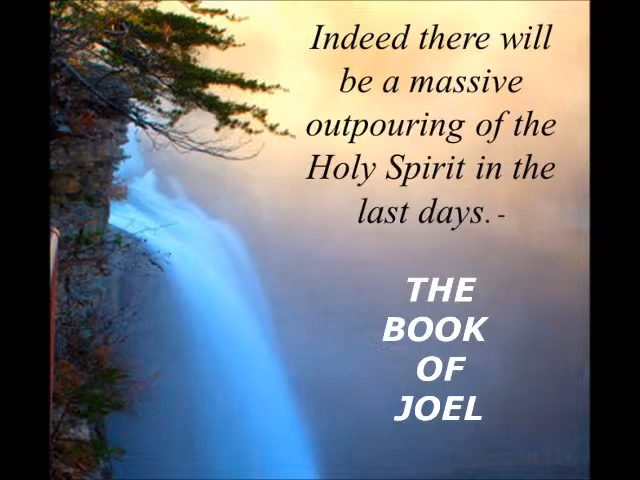 Indeed there will
be a massive
outpouring of the
Holy Spirit in the
last days. -
THE
BOOK
OF
JOEL